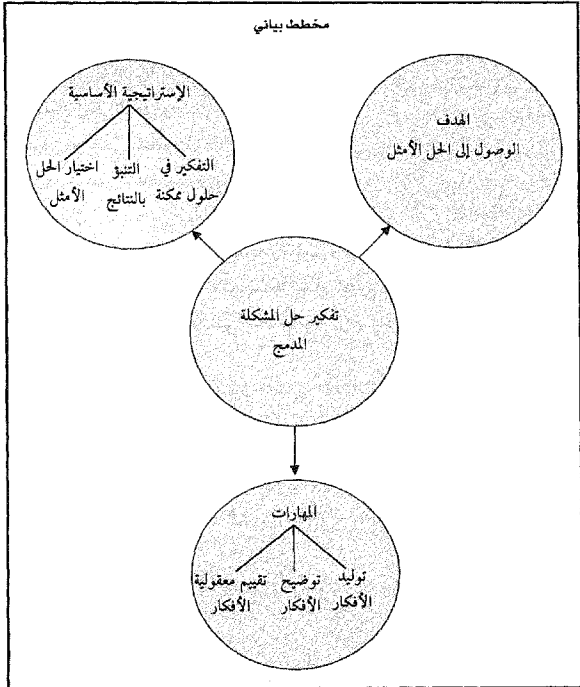 مخطط بياني
الهدف
الوصول إلى الحل الأمثل
الإستراتيجية الأساسية
التفكير في
حلول ممكنة
التنبؤ
بالنتائج
اختيار الحل
الأمثل
تفكير حل المشكلة
المدمج
المهارات
توليد
الأفكار
توضيح
الأفكار
تقييم معقولية
الأفكار